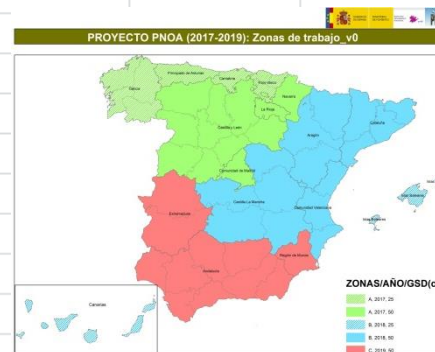 PROYECTO PNOA (2017-2019): Zonas de trabajo_v0
Principado de Asturias
Cantabria
Galicia
País Vasco
Navarra
La Rioja
Castilla y León
Aragón
Cataluña
Comunidad de Madrid
Castilla-La Mancha
Comunidad Valenciana
Illes Balears
Extremadura
Región de Murcia
Andalucía
Canarias
ZONAS/AÑO/GSD(c
A, 2017, 25
A, 2017, 50
B, 2018, 25
B, 2018, 50
C, 2019, 50